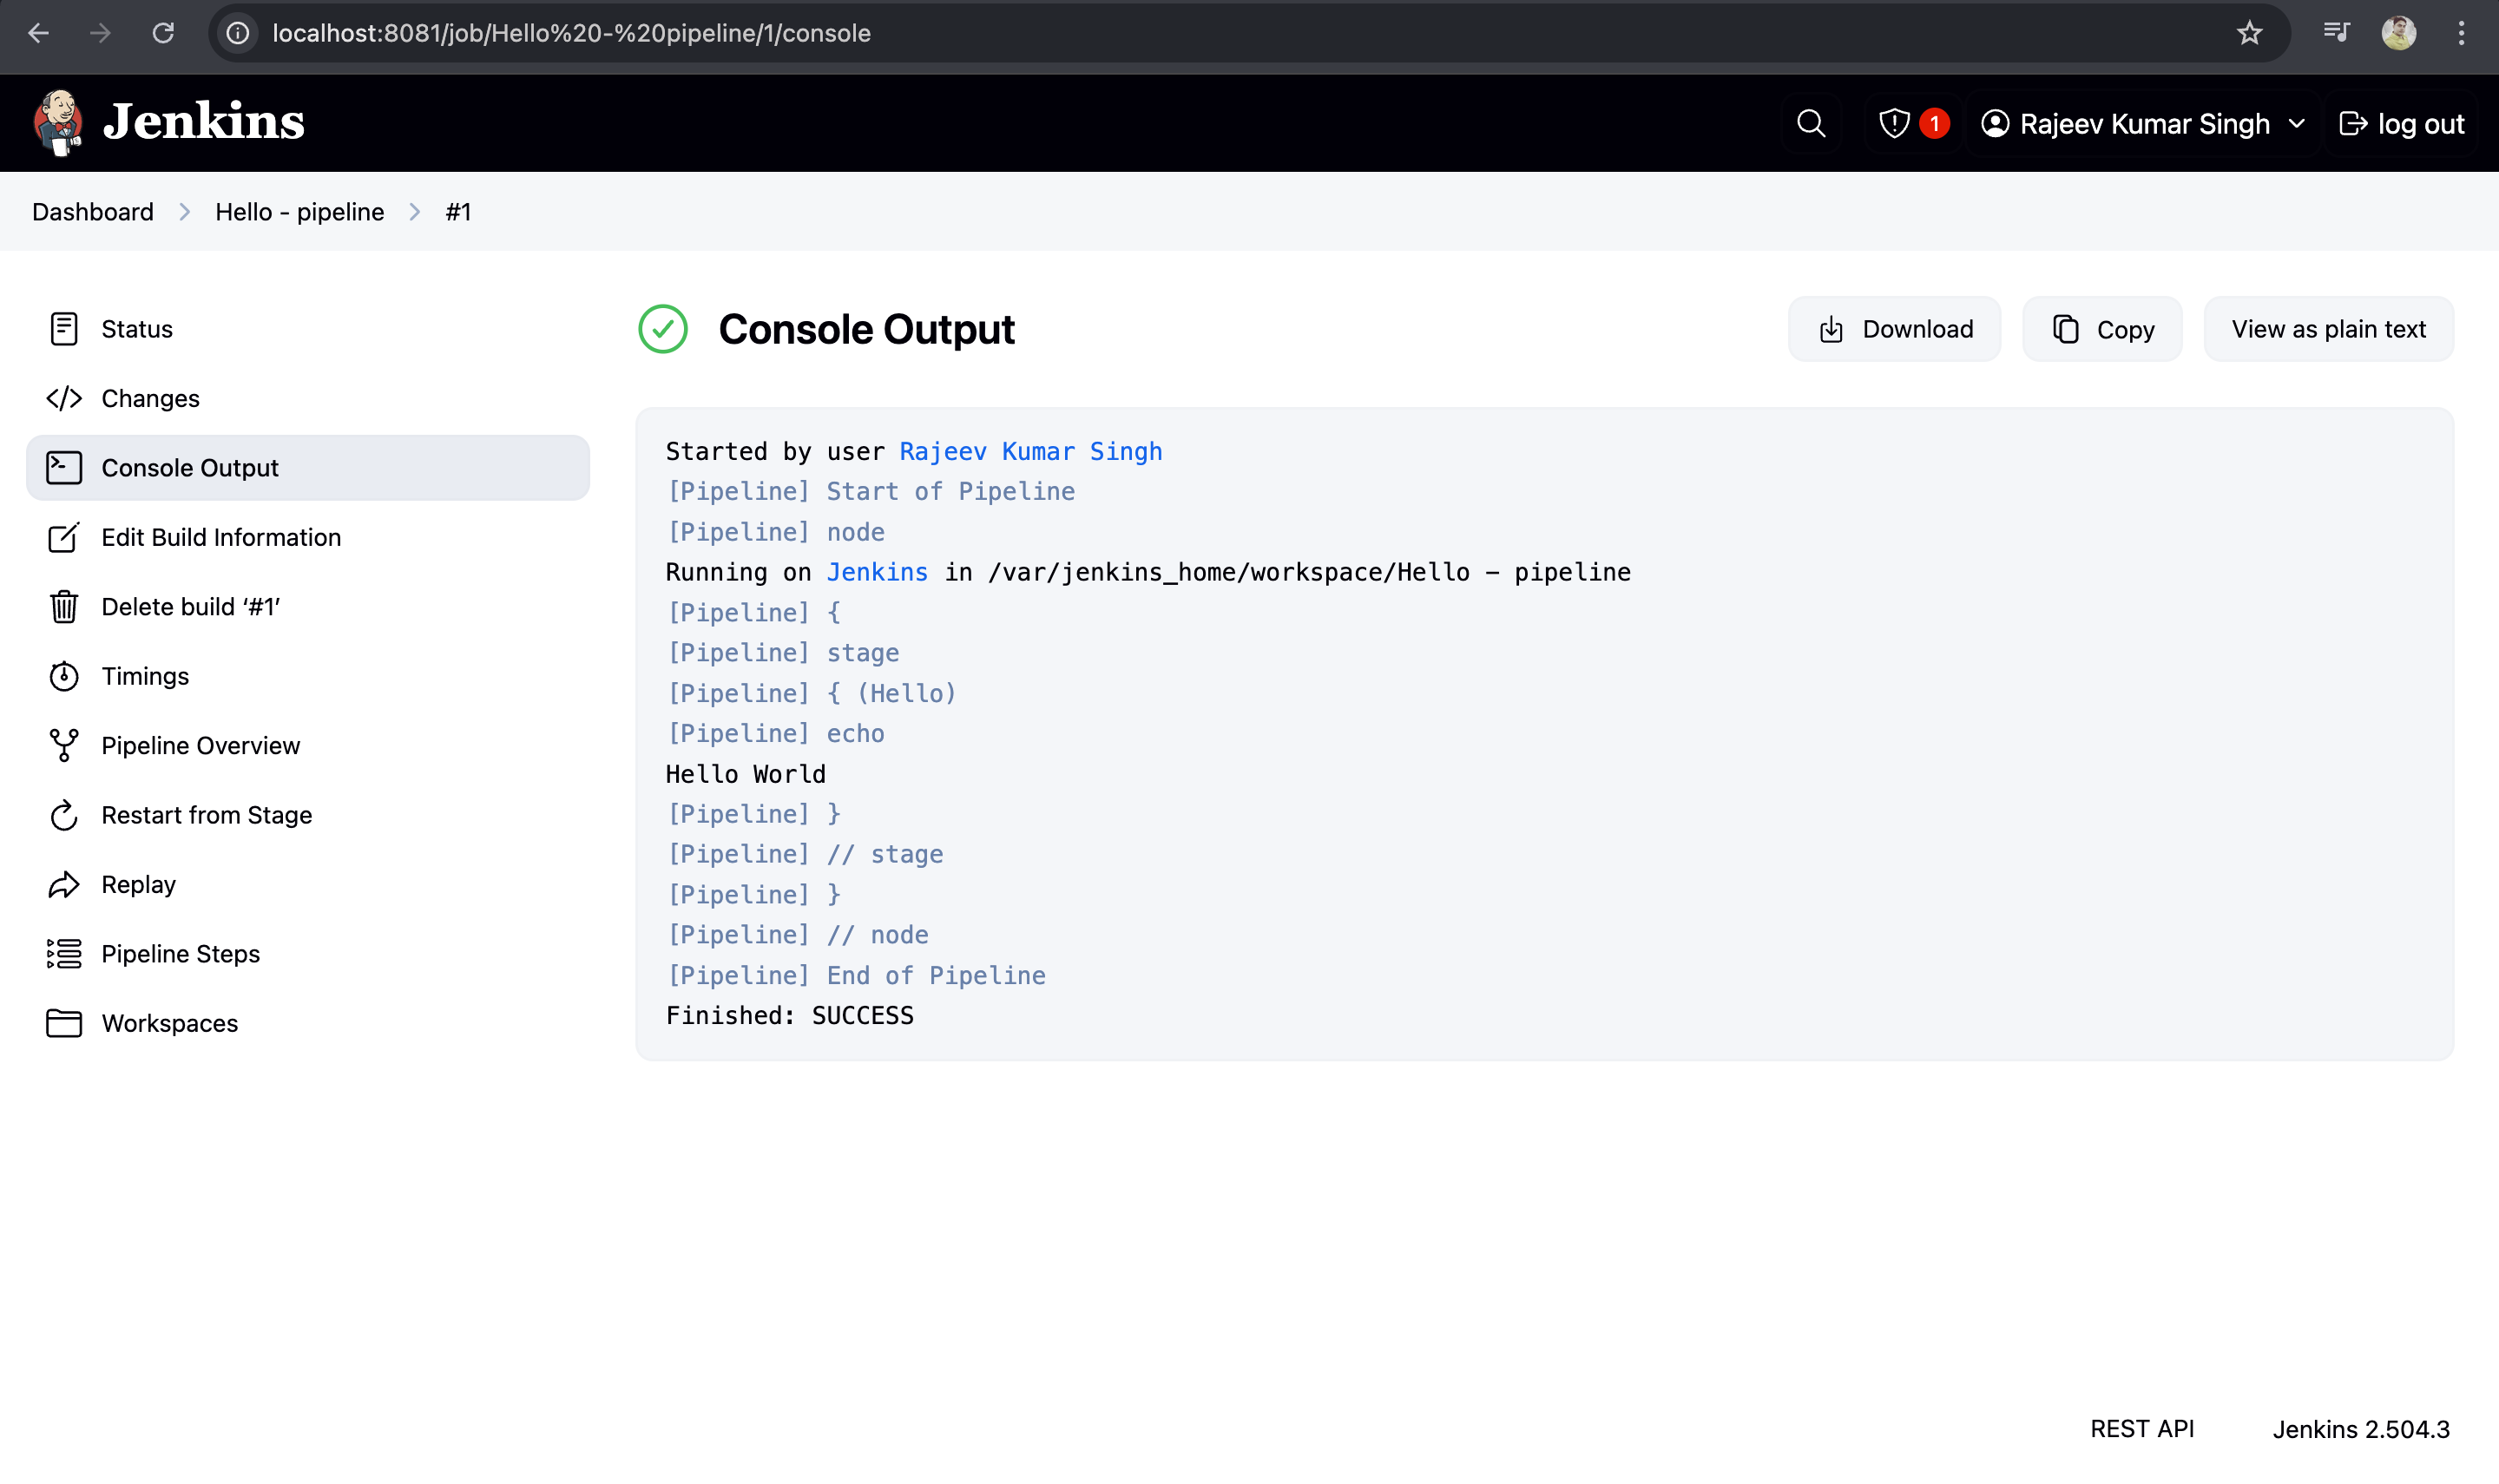 localhost:8081/job/Hello%20-%20pipeline/1/console
Jenkins
1
Rajeev Kumar Singh
log out
Dashboard
Hello - pipeline
#1
Status
Changes
Console Output
Edit Build Information
Delete build ‘#1’
Timings
Pipeline Overview
Restart from Stage
Replay
Pipeline Steps
Workspaces
Console Output
Download
Copy
View as plain text
Started by user Rajeev Kumar Singh
[Pipeline] Start of Pipeline
[Pipeline] node
Running on Jenkins in /var/jenkins_home/workspace/Hello - pipeline
[Pipeline] {
[Pipeline] stage
[Pipeline] { (Hello)
[Pipeline] echo
Hello World
[Pipeline] }
[Pipeline] // stage
[Pipeline] }
[Pipeline] // node
[Pipeline] End of Pipeline
Finished: SUCCESS
REST API
Jenkins 2.504.3